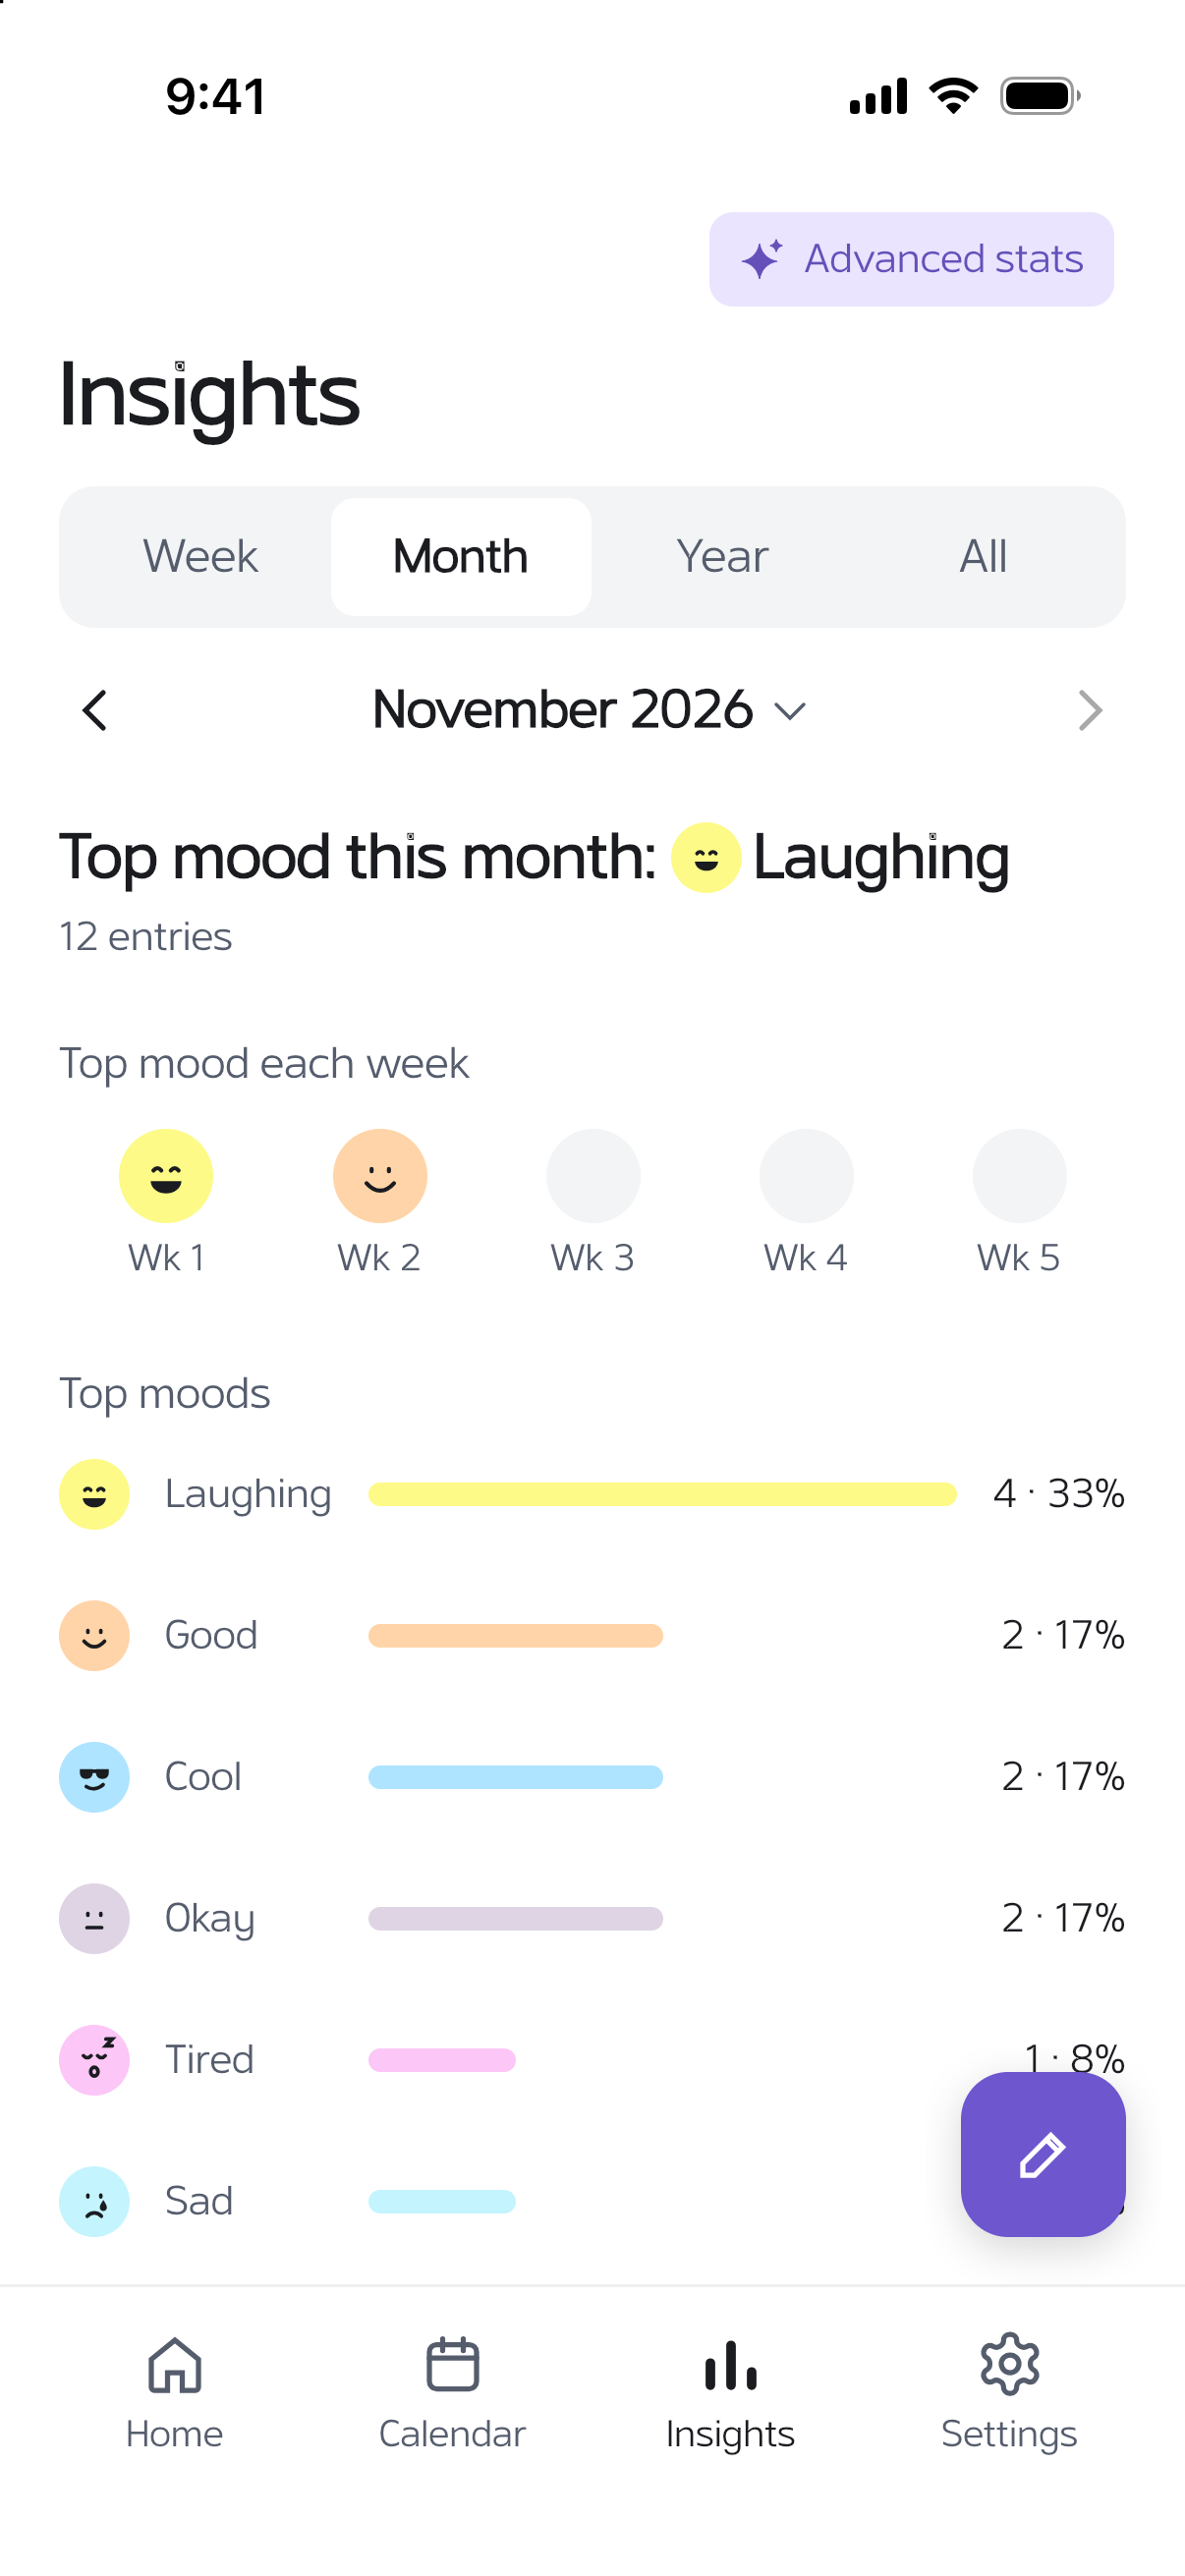 9:41
Advanced stats
Insights
Week Month Year All
November 2026
Top mood this month: Laughing
12 entries
Top mood each week
Wk 1 Wk 2 Wk 3 Wk 4 Wk 5
Top moods
Laughing 4 · 33%
Good 2 · 17%
Cool 2 · 17%
Okay 2 · 17%
Tired 1 · 8%
Sad
Home Calendar Insights Settings